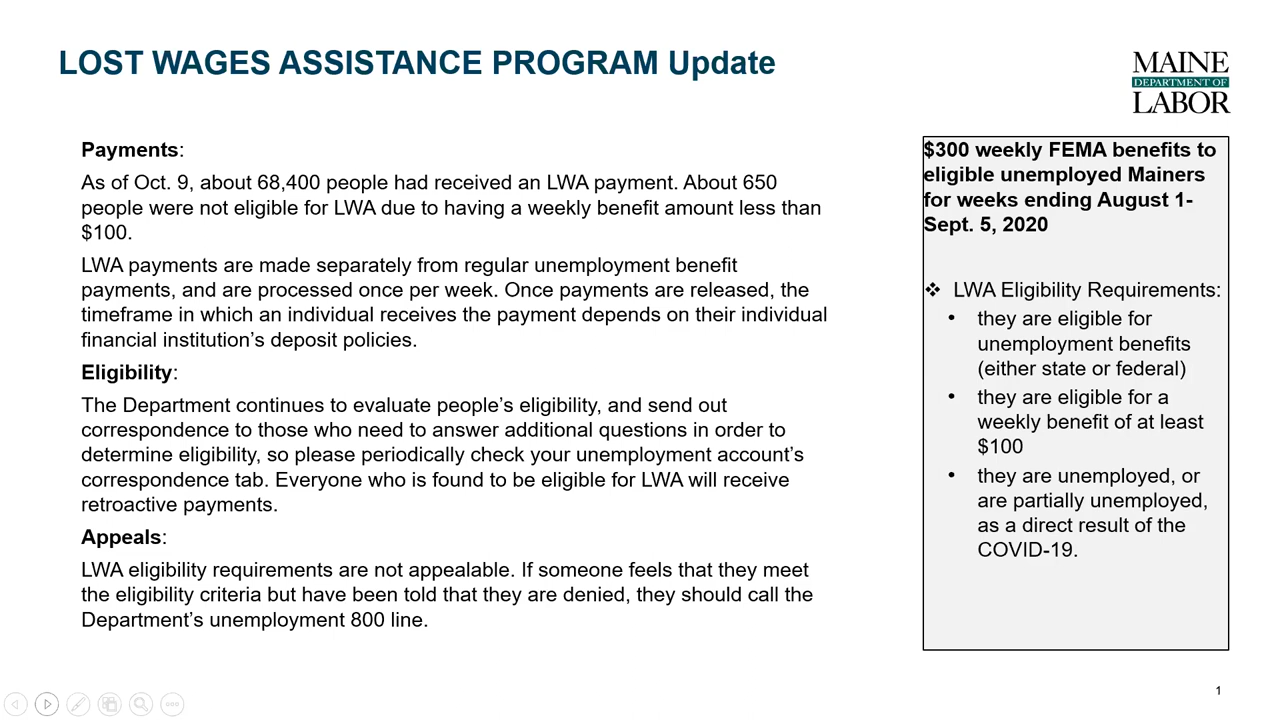 LOST WAGES ASSISTANCE PROGRAM Update
MAINE
DEPARTMENT OF
LABOR
Payments:
As of Oct. 9, about 68,400 people had received an LWA payment. About 650
people were not eligible for LWA due to having a weekly benefit amount less than
$100.
LWA payments are made separately from regular unemployment benefit
payments, and are processed once per week. Once payments are released, the
timeframe in which an individual receives the payment depends on their individual
financial institution’s deposit policies.
Eligibility:
The Department continues to evaluate people’s eligibility, and send out
correspondence to those who need to answer additional questions in order to
determine eligibility, so please periodically check your unemployment account’s
correspondence tab. Everyone who is found to be eligible for LWA will receive
retroactive payments.
Appeals:
LWA eligibility requirements are not appealable. If someone feels that they meet
the eligibility criteria but have been told that they are denied, they should call the
Department’s unemployment 800 line.
$300 weekly FEMA benefits to
eligible unemployed Mainers
for weeks ending August 1-
Sept. 5, 2020
❖ LWA Eligibility Requirements:
• they are eligible for
unemployment benefits
(either state or federal)
• they are eligible for a
weekly benefit of at least
$100
• they are unemployed, or
are partially unemployed,
as a direct result of the
COVID-19.
1